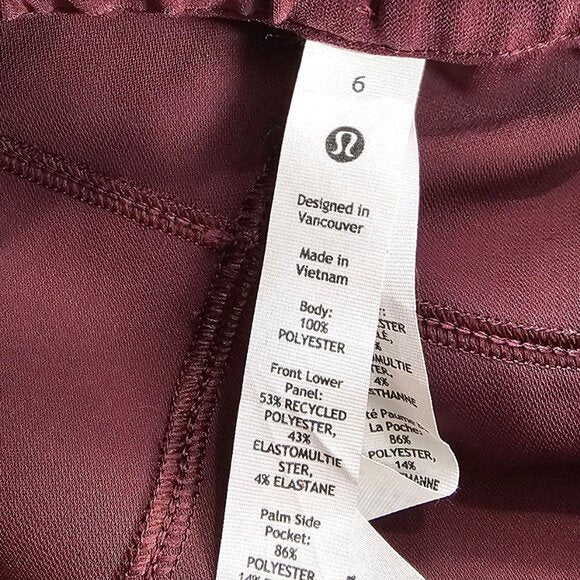 6
Designed in
Vancouver
Made in
Vietnam
Body:
100%
POLYESTER
Front Lower
Panel:
53% RECYCLED
POLYESTER,
43%
ELASTOMULTIE
STER,
4% ELASTANE
Palm Side
Pocket:
86%
POLYESTER
14%
4%
La Poche:
86%
POLYESTER,
14%